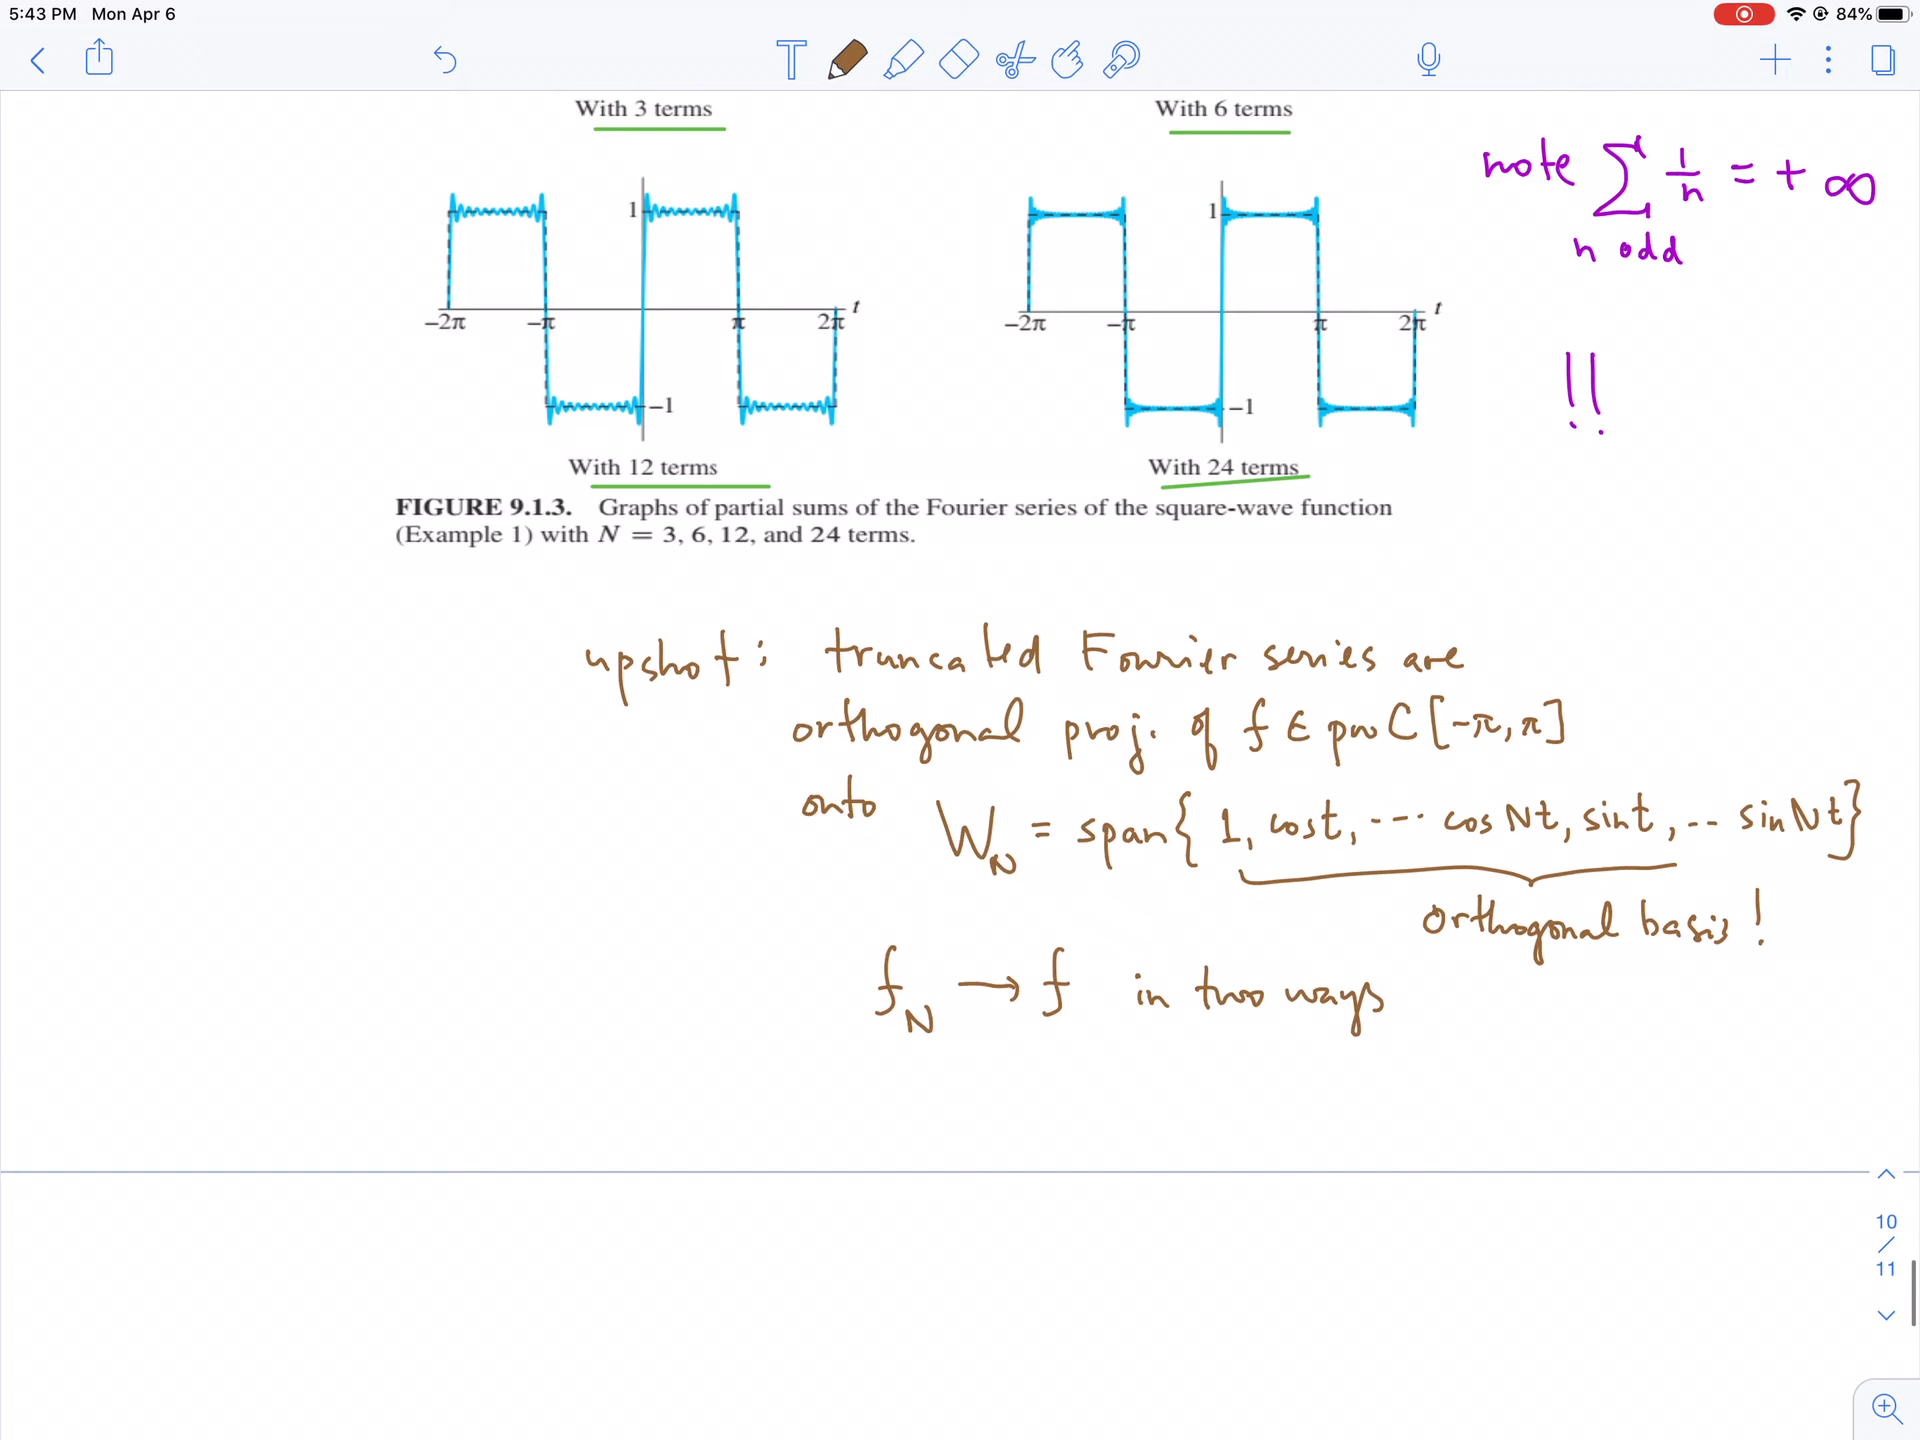 5:43 PM Mon Apr 6
84%
With 3 terms
With 6 terms
note ∑ 1/n = + ∞
n odd
1
-2π -π π 2π t
-1
1
-2π -π π 2π t
-1
!!
With 12 terms
With 24 terms
FIGURE 9.1.3. Graphs of partial sums of the Fourier series of the square-wave function
(Example 1) with N = 3, 6, 12, and 24 terms.
upshot: truncated Fourier series are
orthogonal proj. of f ∈ pw C [-π, π]
onto W_N = span{ 1, cost, ---- cos Nt, sint, -- sin Nt}
orthogonal basis!
f_N → f in two ways
10
/
11